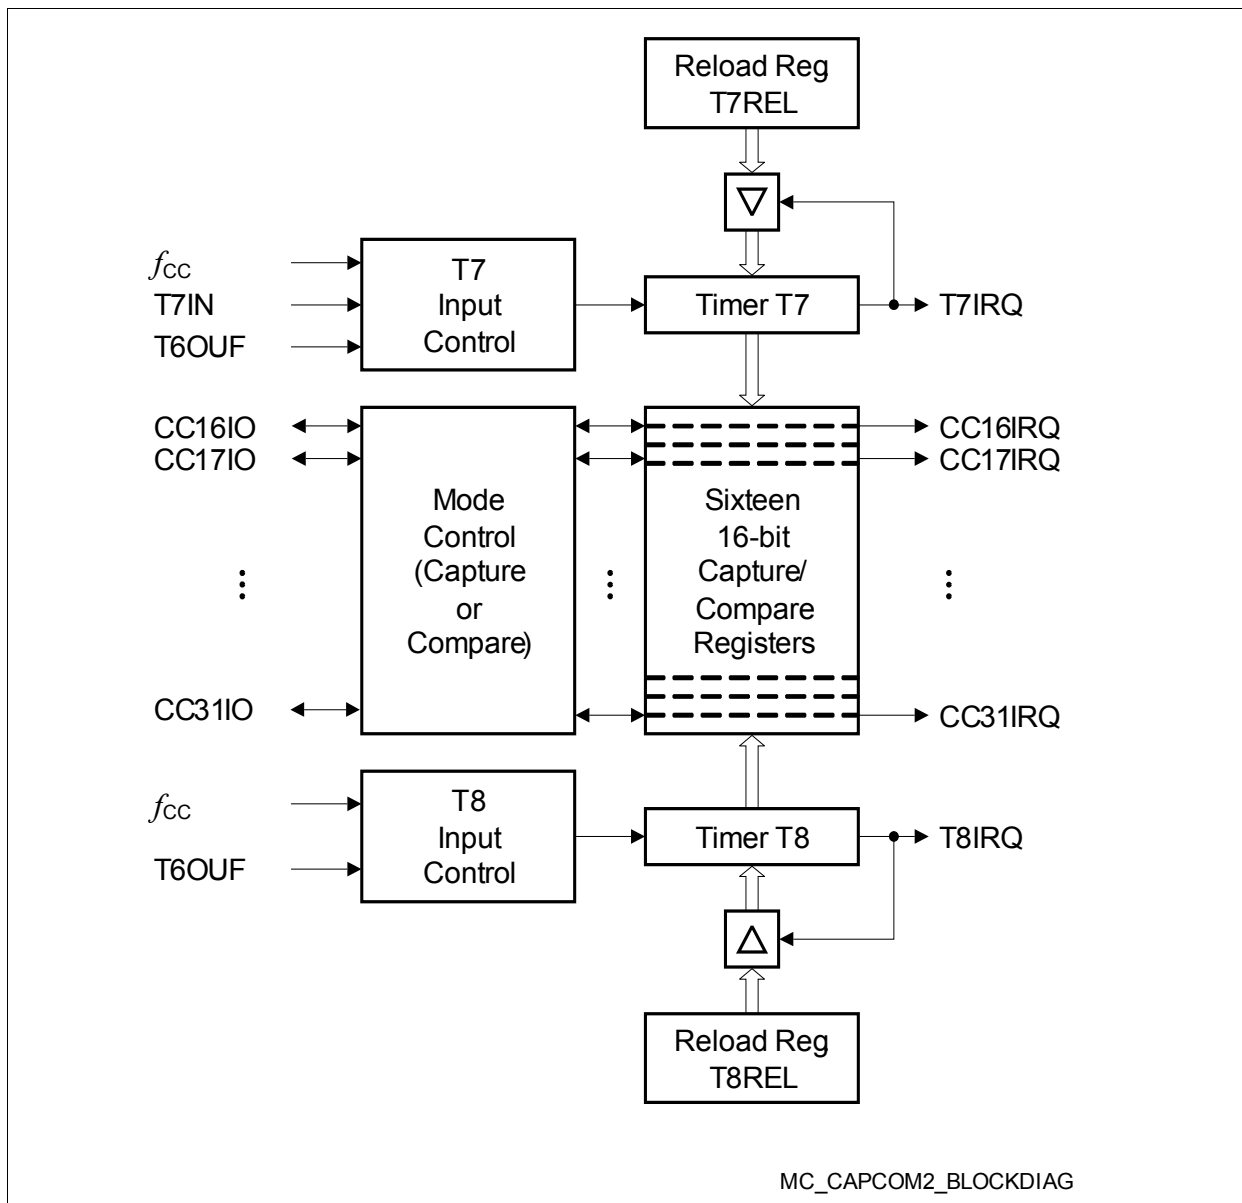 Reload Reg
T7REL
fCC
T7IN
T6OUF
T7
Input
Control
Timer T7
T7IRQ
CC16IO
CC17IO
CC31IO
Mode
Control
(Capture
or
Compare)
Sixteen
16-bit
Capture/
Compare
Registers
CC16IRQ
CC17IRQ
CC31IRQ
fCC
T6OUF
T8
Input
Control
Timer T8
T8IRQ
Reload Reg
T8REL
MC_CAPCOM2_BLOCKDIAG